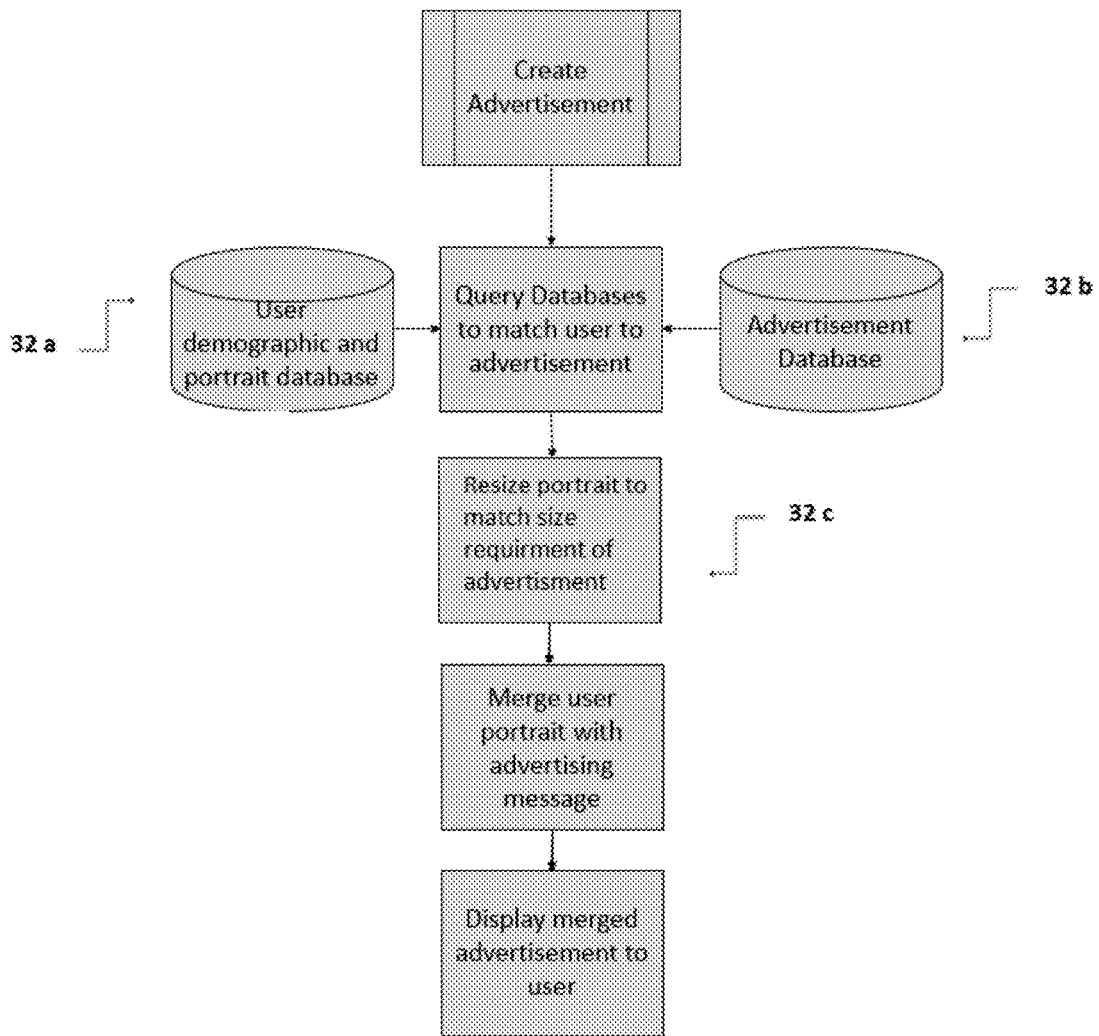 Create
Advertisement
32 a
User
demographic and
portrait database
Query Databases
to match user to
advertisement
Advertisement
Database
32 b
Resize portrait to
match size
requirment of
advertisment
32 c
Merge user
portrait with
advertising
message
Display merged
advertisement to
user